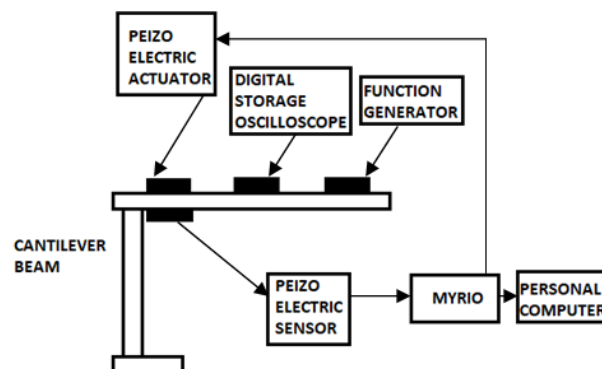 PEIZO
ELECTRIC
ACTUATOR
DIGITAL
STORAGE
OSCILLOSCOPE
FUNCTION
GENERATOR
CANTILEVER
BEAM
PEIZO
ELECTRIC
SENSOR
MYRIO
PERSONAL
COMPUTER